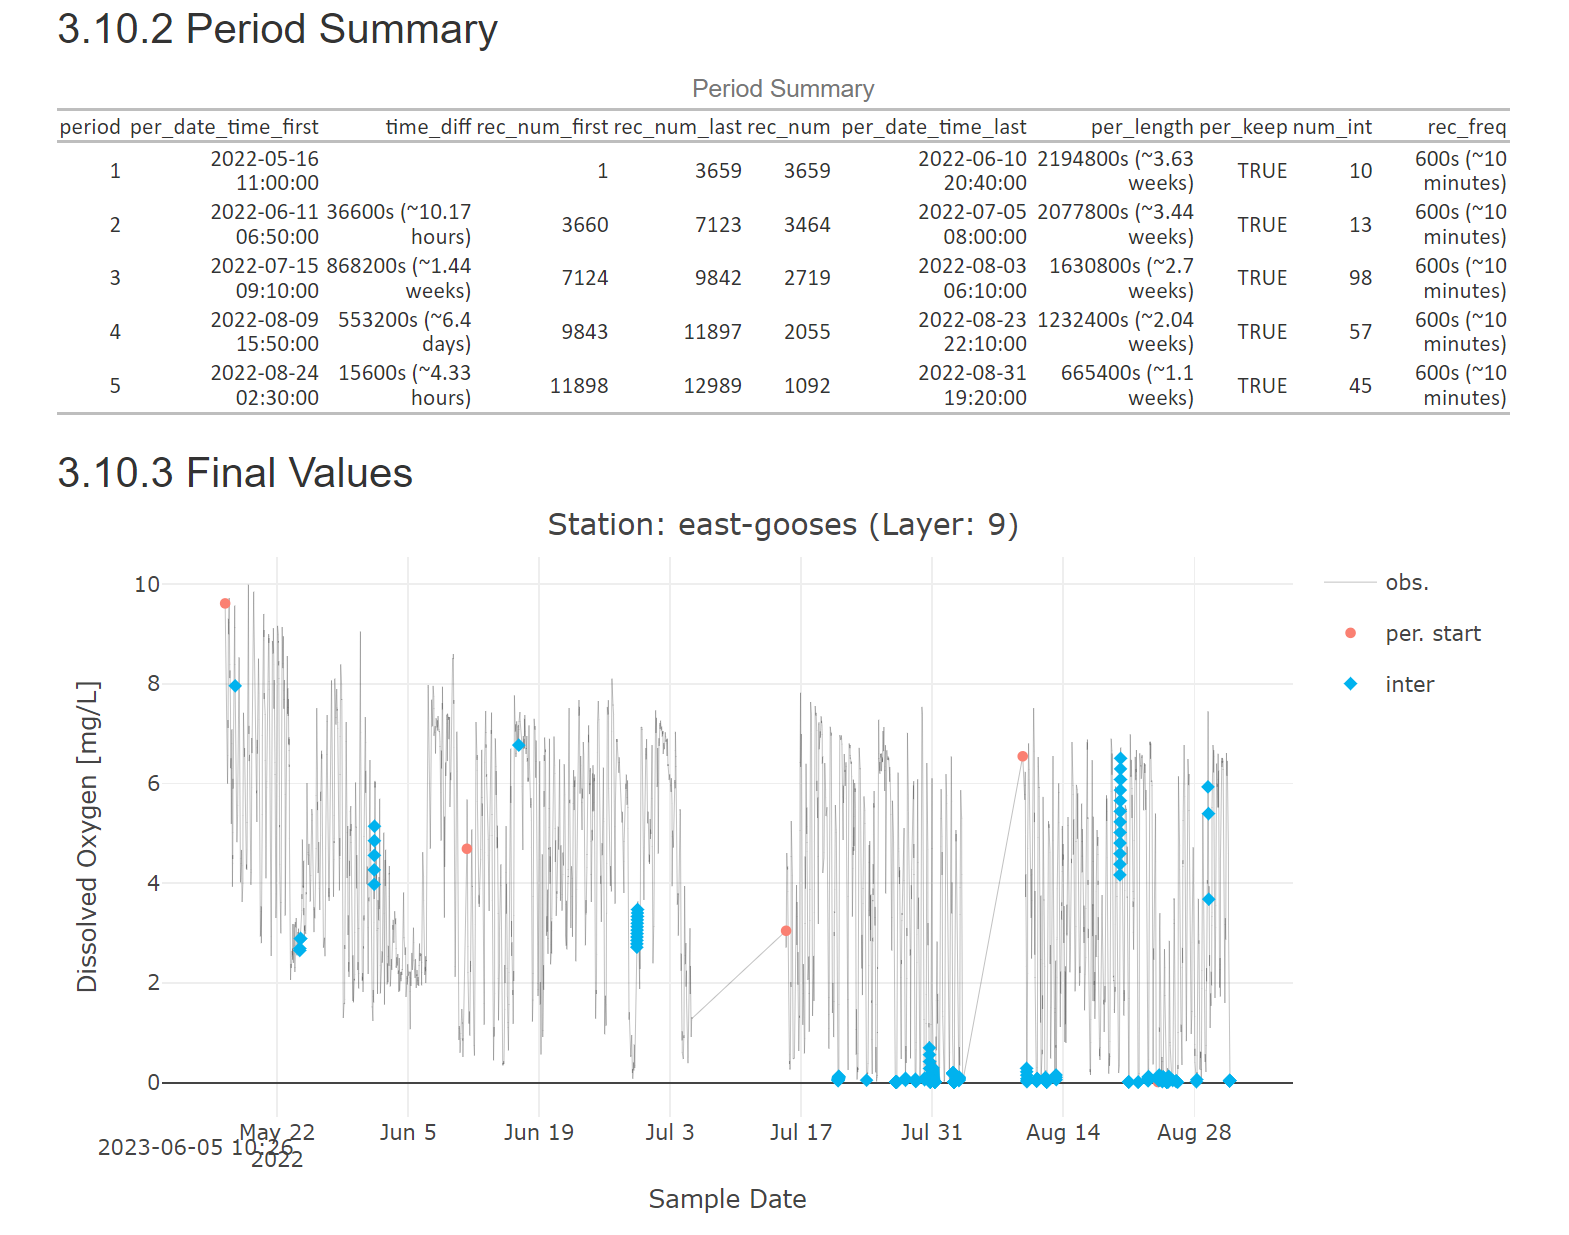 3.10.2 Period Summary
Period Summary
period per_date_time_first time_diff rec_num_first rec_num_last rec_num per_date_time_last per_length per_keep num_int rec_freq
1 2022-05-16 11:00:00 1 3659 3659 2022-06-10 20:40:00 2194800s (~3.63 weeks) TRUE 10 600s (~10 minutes)
2 2022-06-11 06:50:00 36600s (~10.17 hours) 3660 7123 3464 2022-07-05 08:00:00 2077800s (~3.44 weeks) TRUE 13 600s (~10 minutes)
3 2022-07-15 09:10:00 868200s (~1.44 weeks) 7124 9842 2719 2022-08-03 06:10:00 1630800s (~2.7 weeks) TRUE 98 600s (~10 minutes)
4 2022-08-09 15:50:00 553200s (~6.4 days) 9843 11897 2055 2022-08-23 22:10:00 1232400s (~2.04 weeks) TRUE 57 600s (~10 minutes)
5 2022-08-24 02:30:00 15600s (~4.33 hours) 11898 12989 1092 2022-08-31 19:20:00 665400s (~1.1 weeks) TRUE 45 600s (~10 minutes)
3.10.3 Final Values
Station: east-gooses (Layer: 9)
10
8
6
4
2
0
Dissolved Oxygen [mg/L]
obs.
per. start
inter
May 22 Jun 5 Jun 19 Jul 3 Jul 17 Jul 31 Aug 14 Aug 28
2022
2023-06-05 10:26
Sample Date